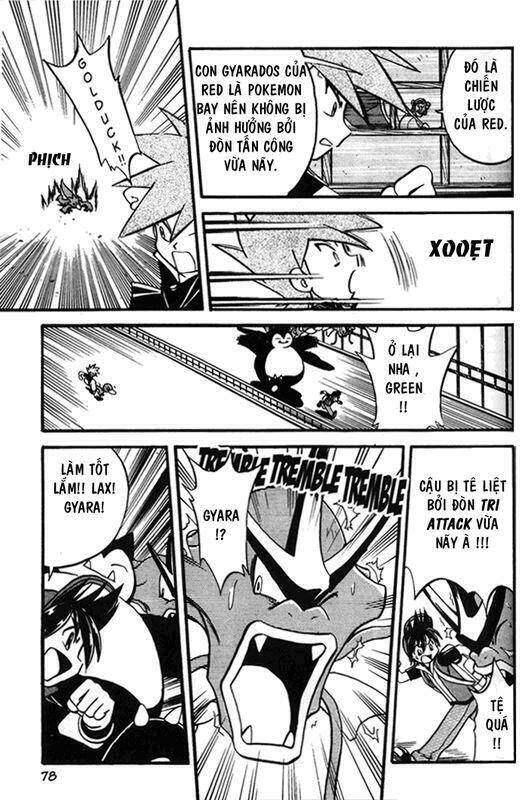 ĐÓ LÀ
CHIẾN
LƯỢC
CỦA RED.
CON GYARADOS CỦA
RED LÀ POKEMON
BAY NÊN KHÔNG BỊ
ẢNH HƯỞNG BỞI
ĐÒN TẤN CÔNG
VỪA NÃY.
XOOẸT
GOLDUCK!!
PHỊCH
Ở LẠI
NHA ,
GREEN
!!
CẬU BỊ TÊ LIỆT
BỞI ĐÒN TRI
ATTACK VỪA
NÃY À !!!
TỆ
QUÁ
!!
TREMBLE TREMBLE TREMBLE
GYARA
!?
LÀM TỐT
LẮM!! LAX!
GYARA!
78